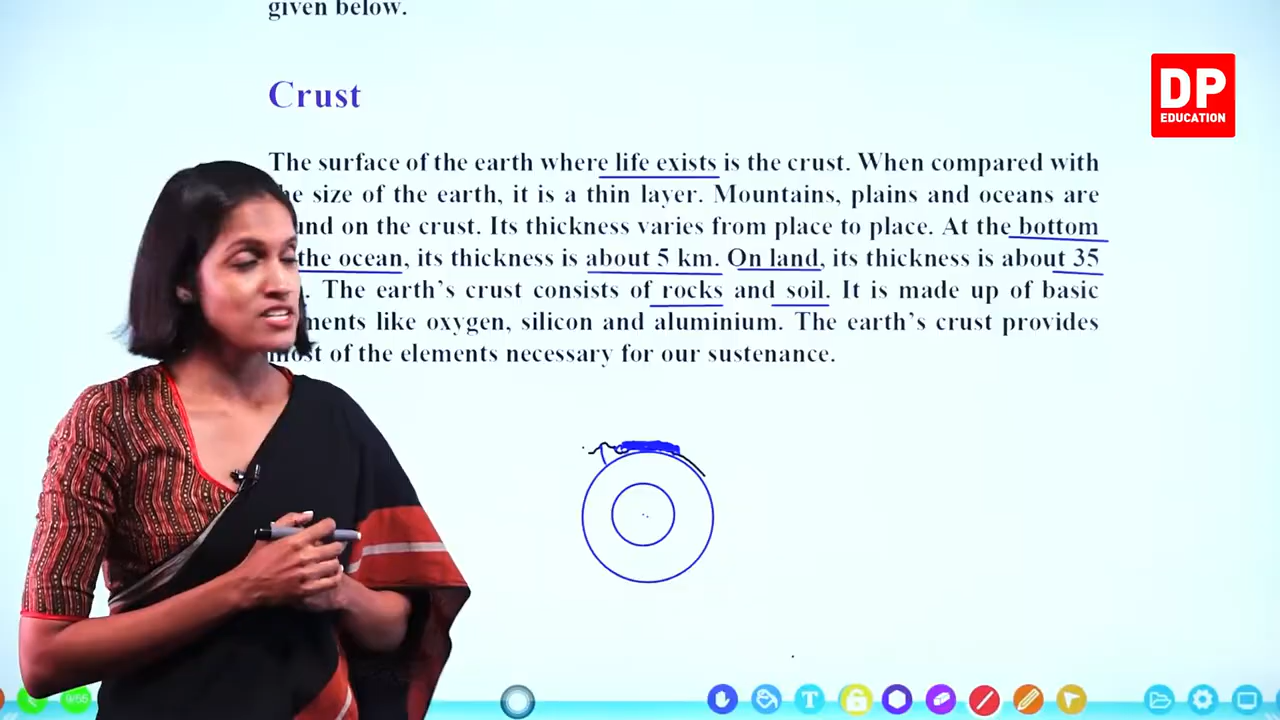 given below.
Crust
DP
EDUCATION
The surface of the earth where life exists is the crust. When compared with
size of the earth, it is a thin layer. Mountains, plains and oceans are
on the crust. Its thickness varies from place to place. At the bottom
the ocean, its thickness is about 5 km. On land, its thickness is about 35
The earth's crust consists of rocks and soil. It is made up of basic
like oxygen, silicon and aluminium. The earth's crust provides
most of the elements necessary for our sustenance.
T